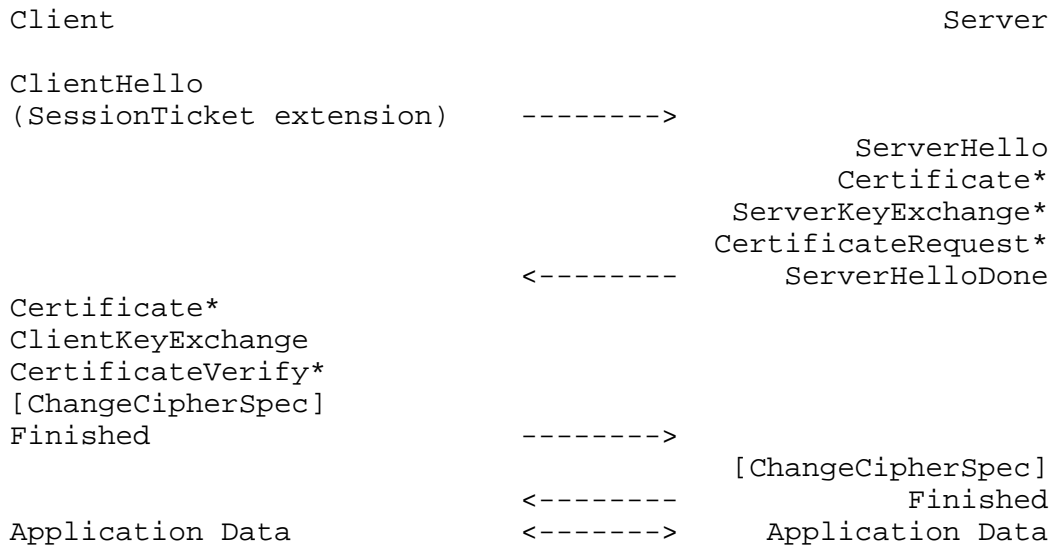 Client                                               Server

ClientHello
(SessionTicket extension)      -------->
                                                ServerHello
                                               Certificate*
                                         ServerKeyExchange*
                                        CertificateRequest*
                               <--------    ServerHelloDone
Certificate*
ClientKeyExchange
CertificateVerify*
[ChangeCipherSpec]
Finished                       -------->
                                         [ChangeCipherSpec]
                               <--------           Finished
Application Data               <------->   Application Data